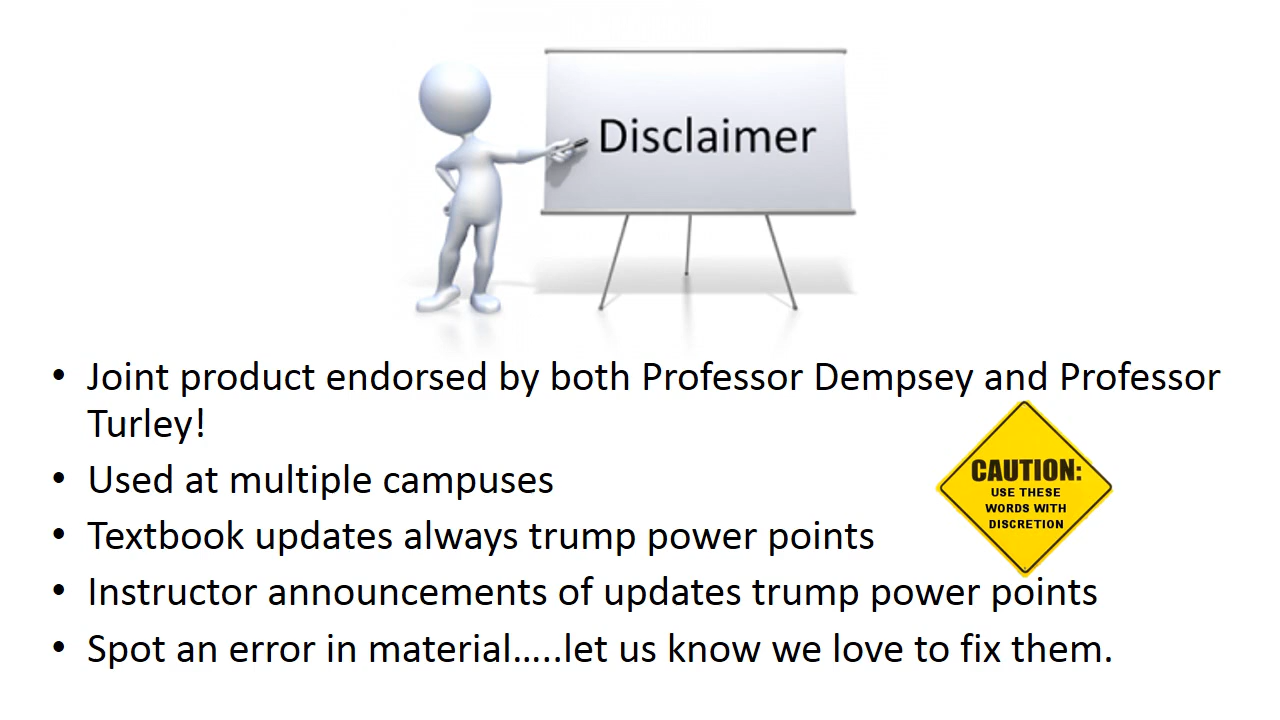 Disclaimer
• Joint product endorsed by both Professor Dempsey and Professor
Turley!
• Used at multiple campuses
CAUTION:
USE THESE
WORDS WITH
DISCRETION
• Textbook updates always trump power points
• Instructor announcements of updates trump power points
• Spot an error in material…..let us know we love to fix them.